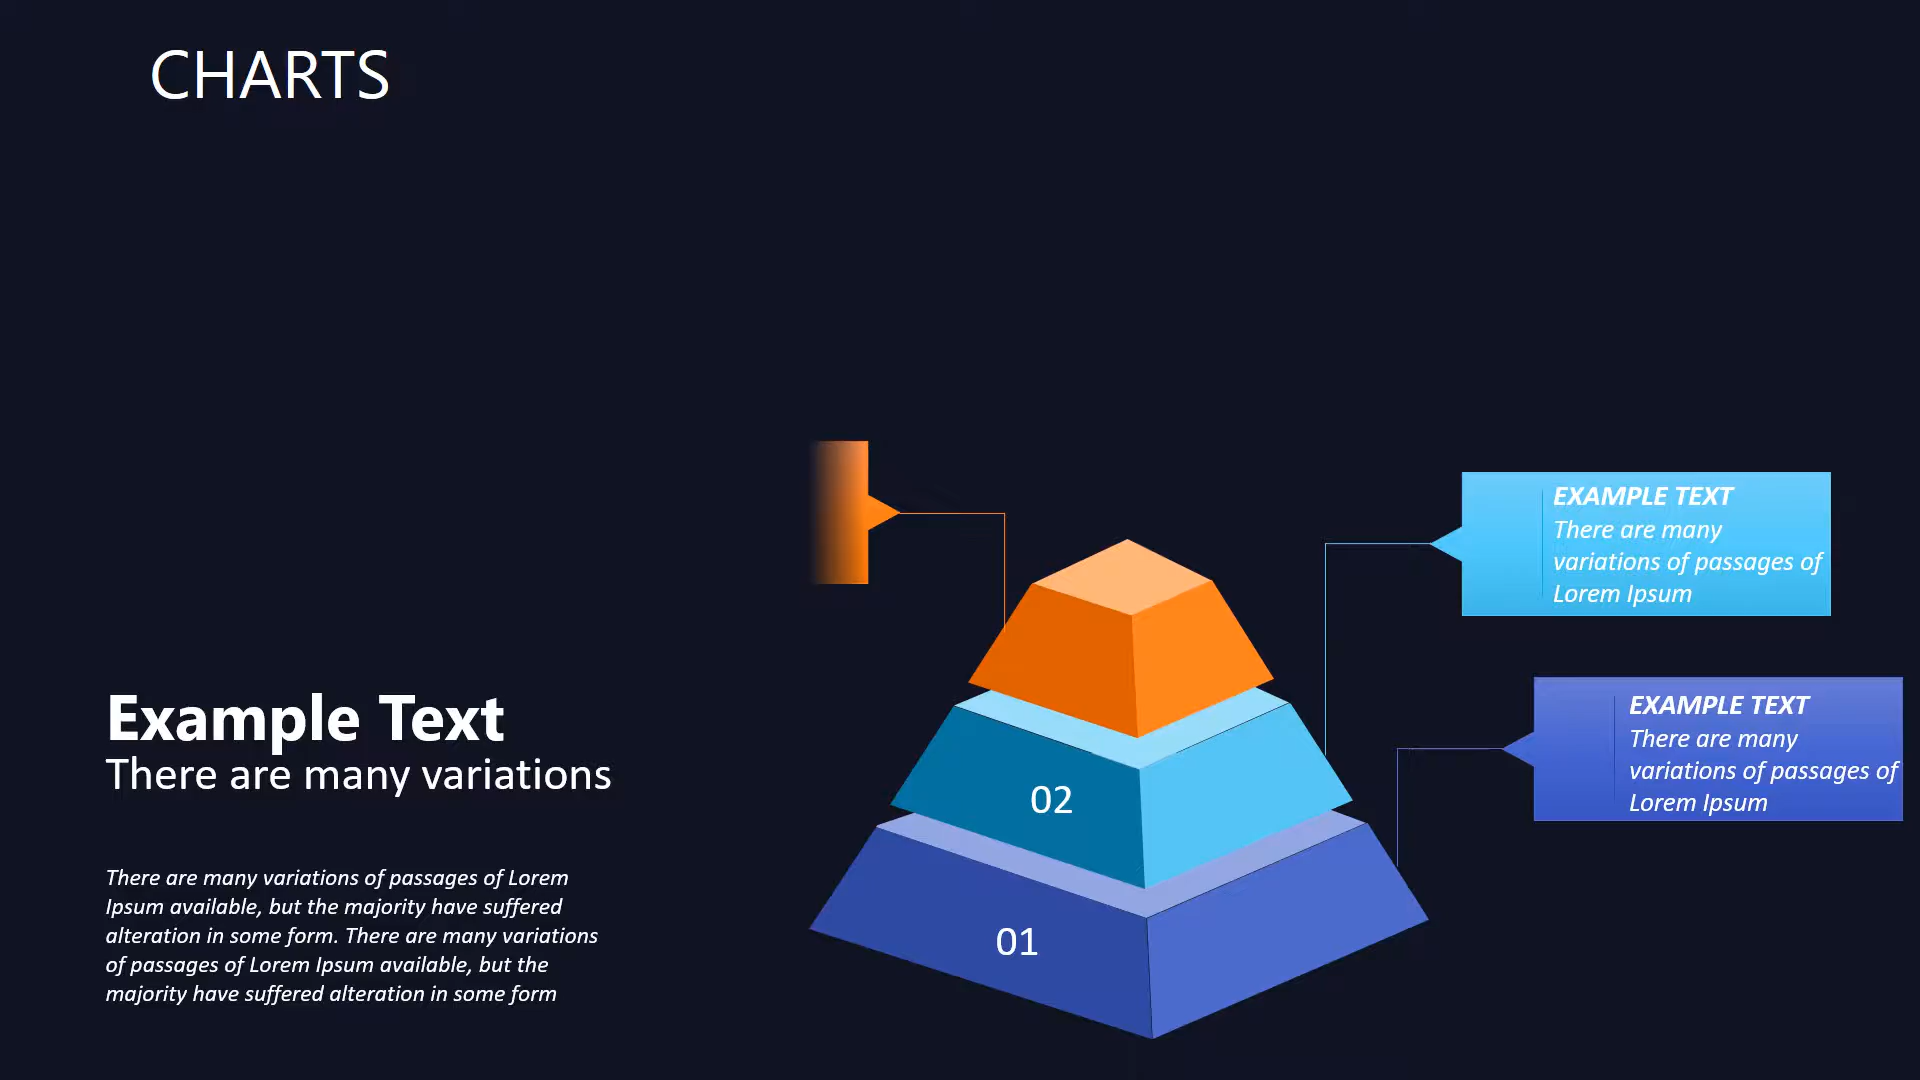 CHARTS
EXAMPLE TEXT
There are many
variations of passages of
Lorem Ipsum
EXAMPLE TEXT
There are many
variations of passages of
Lorem Ipsum
Example Text
There are many variations
02
01
There are many variations of passages of Lorem
Ipsum available, but the majority have suffered
alteration in some form. There are many variations
of passages of Lorem Ipsum available, but the
majority have suffered alteration in some form